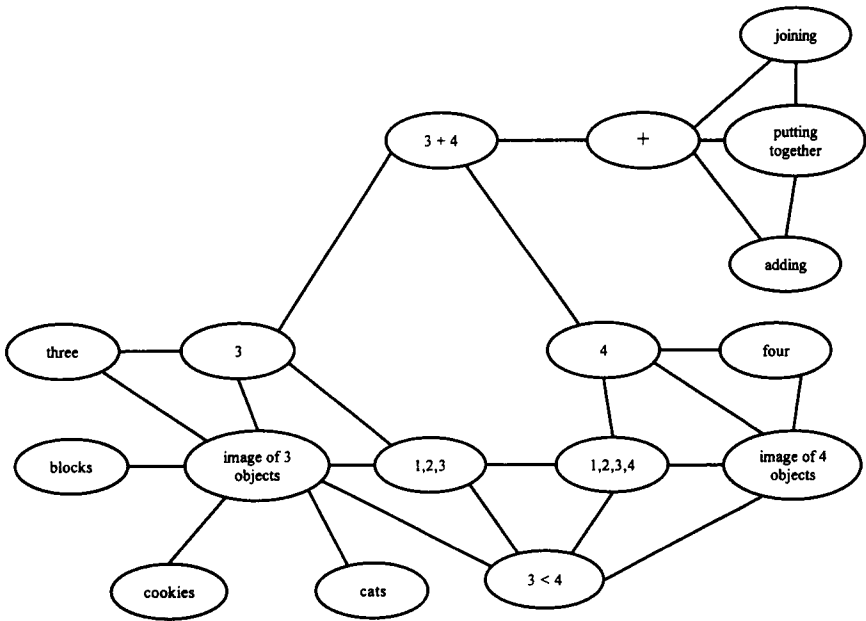 joining
3 + 4
+
putting
together
adding
three
3
4
four
blocks
image of 3
objects
1,2,3
1,2,3,4
image of 4
objects
3 < 4
cookies
cats